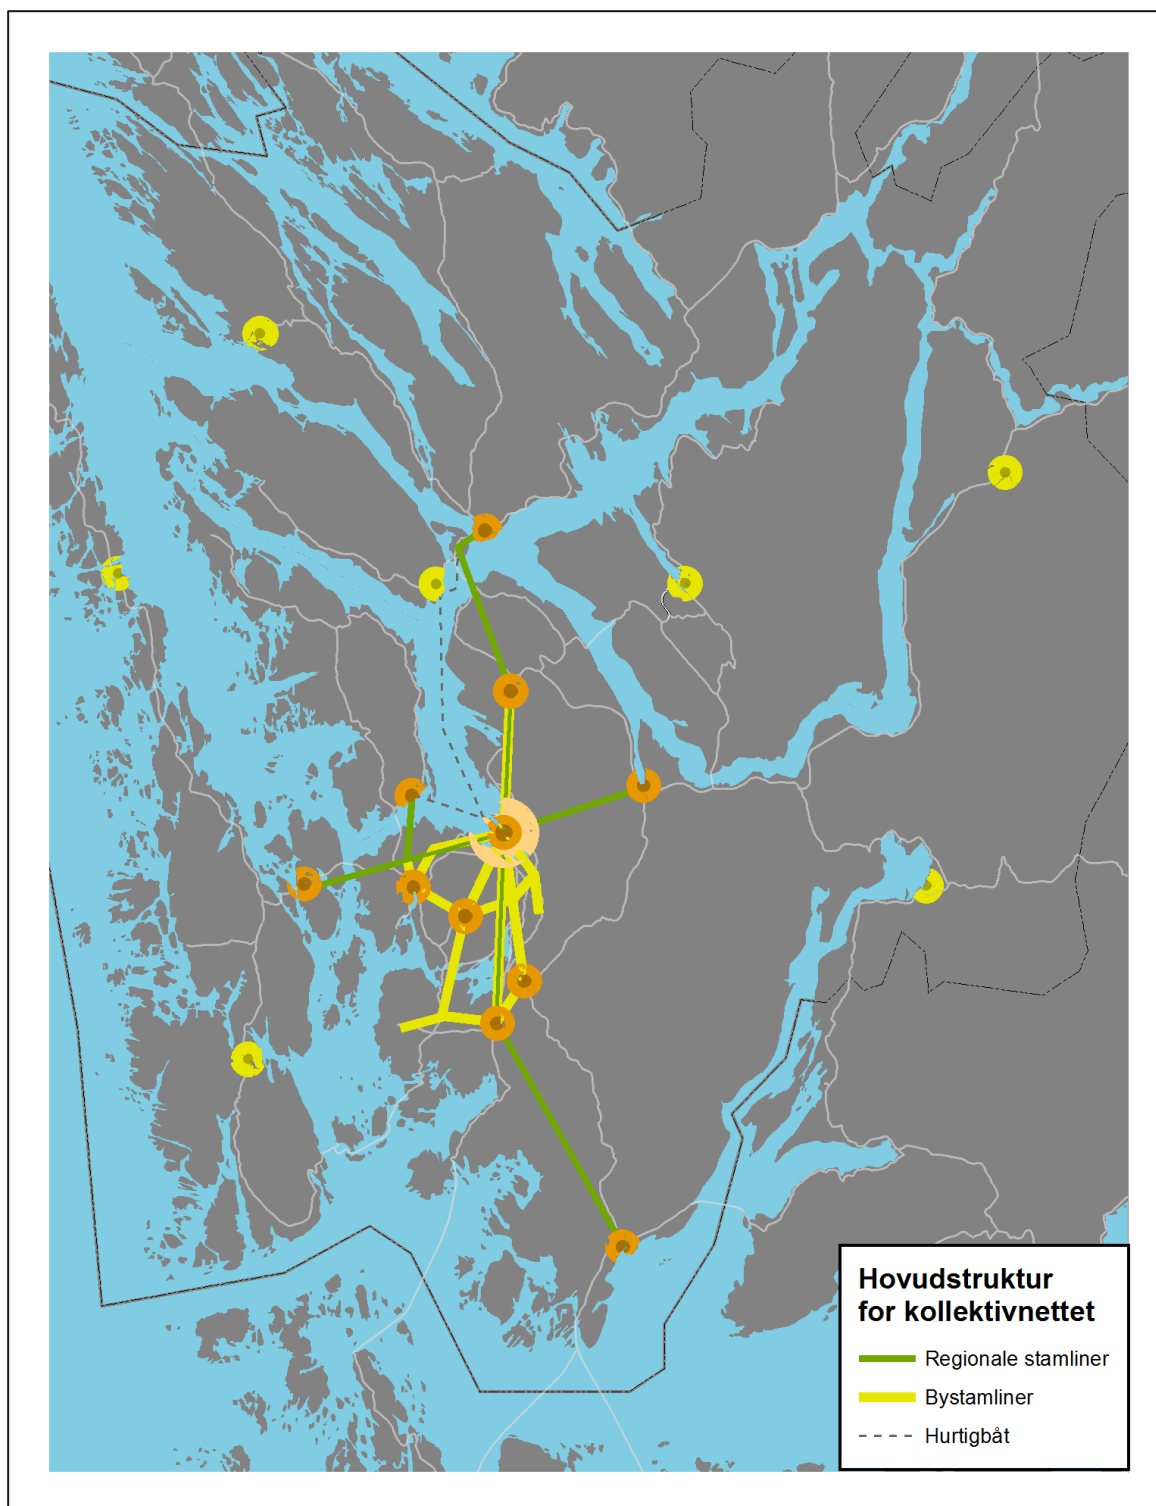 Hovudstruktur
for kollektivnettet
Regionale stamliner
Bystamliner
Hurtigbåt